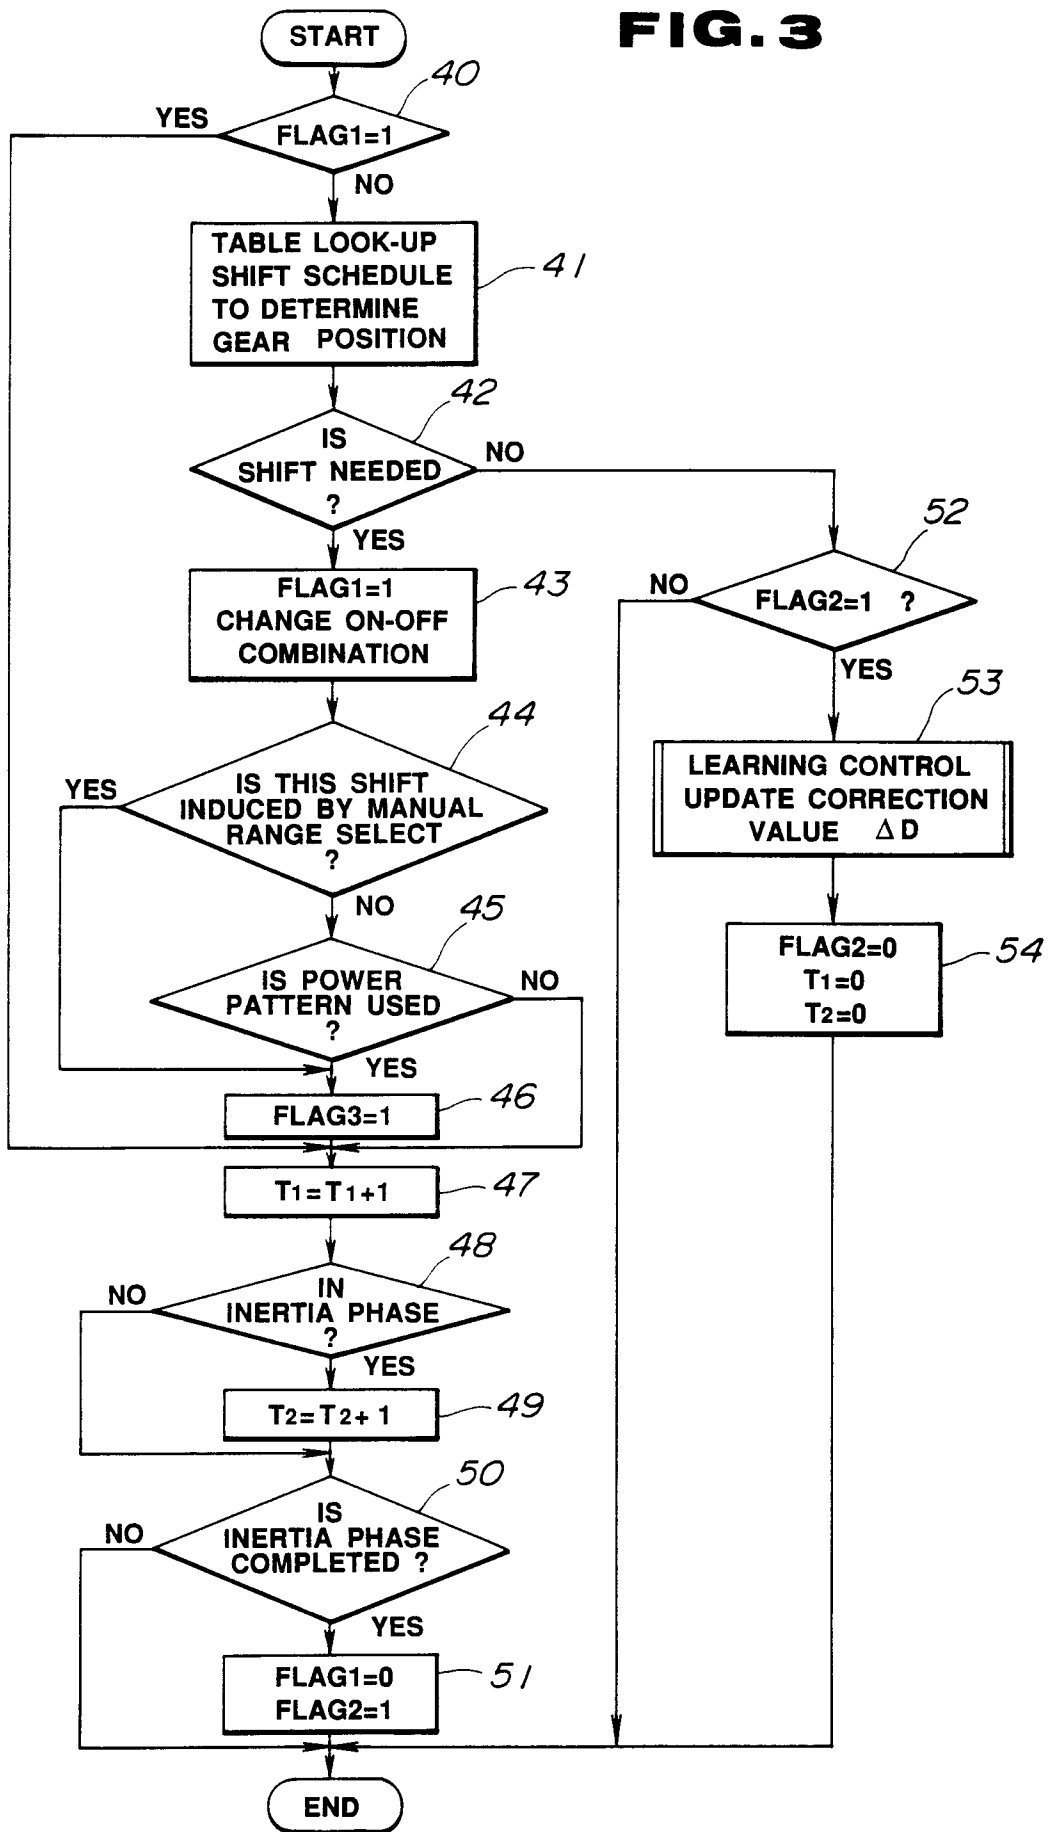 FIG. 3
START
40
YES
FLAG1=1
NO
TABLE LOOK-UP
SHIFT SCHEDULE
TO DETERMINE
GEAR POSITION
41
42
IS
SHIFT NEEDED
?
NO
YES
FLAG1=1
CHANGE ON-OFF
COMBINATION
43
52
NO
FLAG2=1 ?
YES
44
YES
IS THIS SHIFT
INDUCED BY MANUAL
RANGE SELECT
?
NO
53
LEARNING CONTROL
UPDATE CORRECTION
VALUE ΔD
45
IS POWER
PATTERN USED
?
NO
YES
FLAG2=0
T1=0
T2=0
54
FLAG3=1
46
T1=T1+1
47
48
NO
IN
INERTIA PHASE
?
YES
T2=T2+1
49
50
NO
IS
INERTIA PHASE
COMPLETED ?
YES
FLAG1=0
FLAG2=1
51
END